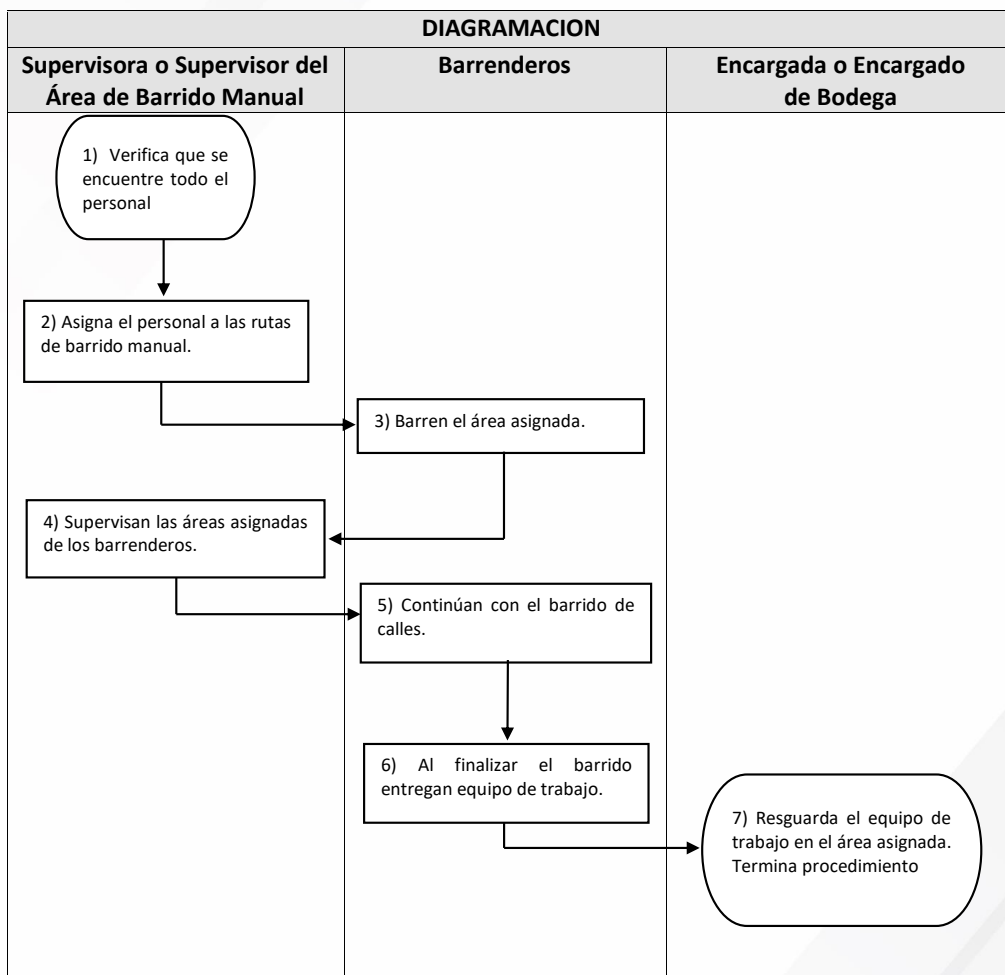 DIAGRAMACION
Supervisora o Supervisor del
Área de Barrido Manual
Barrenderos
Encargada o Encargado
de Bodega
1) Verifica que se
encuentre todo el
personal
2) Asigna el personal a las rutas
de barrido manual.
3) Barren el área asignada.
4) Supervisan las áreas asignadas
de los barrenderos.
5) Continúan con el barrido de
calles.
6) Al finalizar el barrido
entregan equipo de trabajo.
7) Resguarda el equipo de
trabajo en el área asignada.
Termina procedimiento